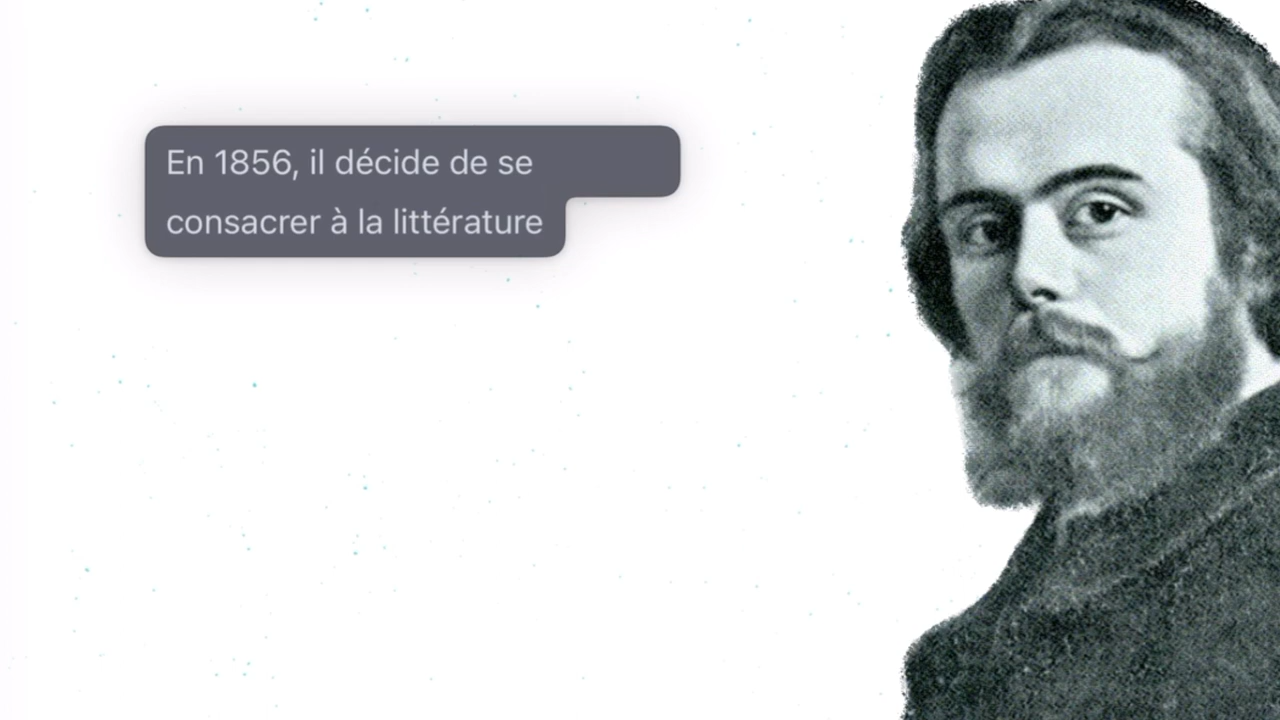 En 1856, il décide de se
consacrer à la littérature